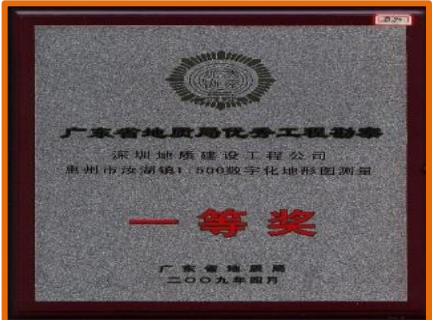 广东省地质局优秀工程勘察
深圳地质建设工程公司
惠州市汝湖镇1:500数字化地形图测量
一等奖
广东省地质局
二〇〇九年四月